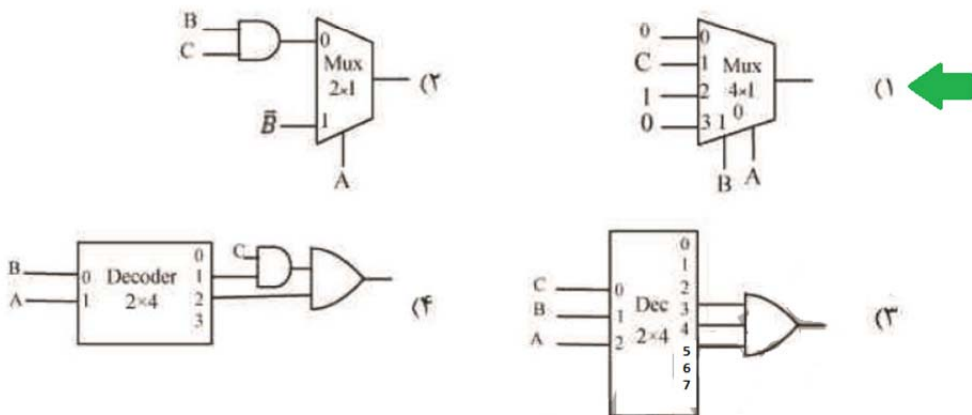 0 0 Mux 4×1 (۱
C 1
1 2 0
0 3 1
B A
B 0 Mux 2×1 (۲
C
B̄ 1
A
C 0 Dec 2×4 0 (۳
B 1 1
A 2 2
3
4
5
6
7
B 0 Decoder 2×4 0 C (۴
A 1 1
2
3